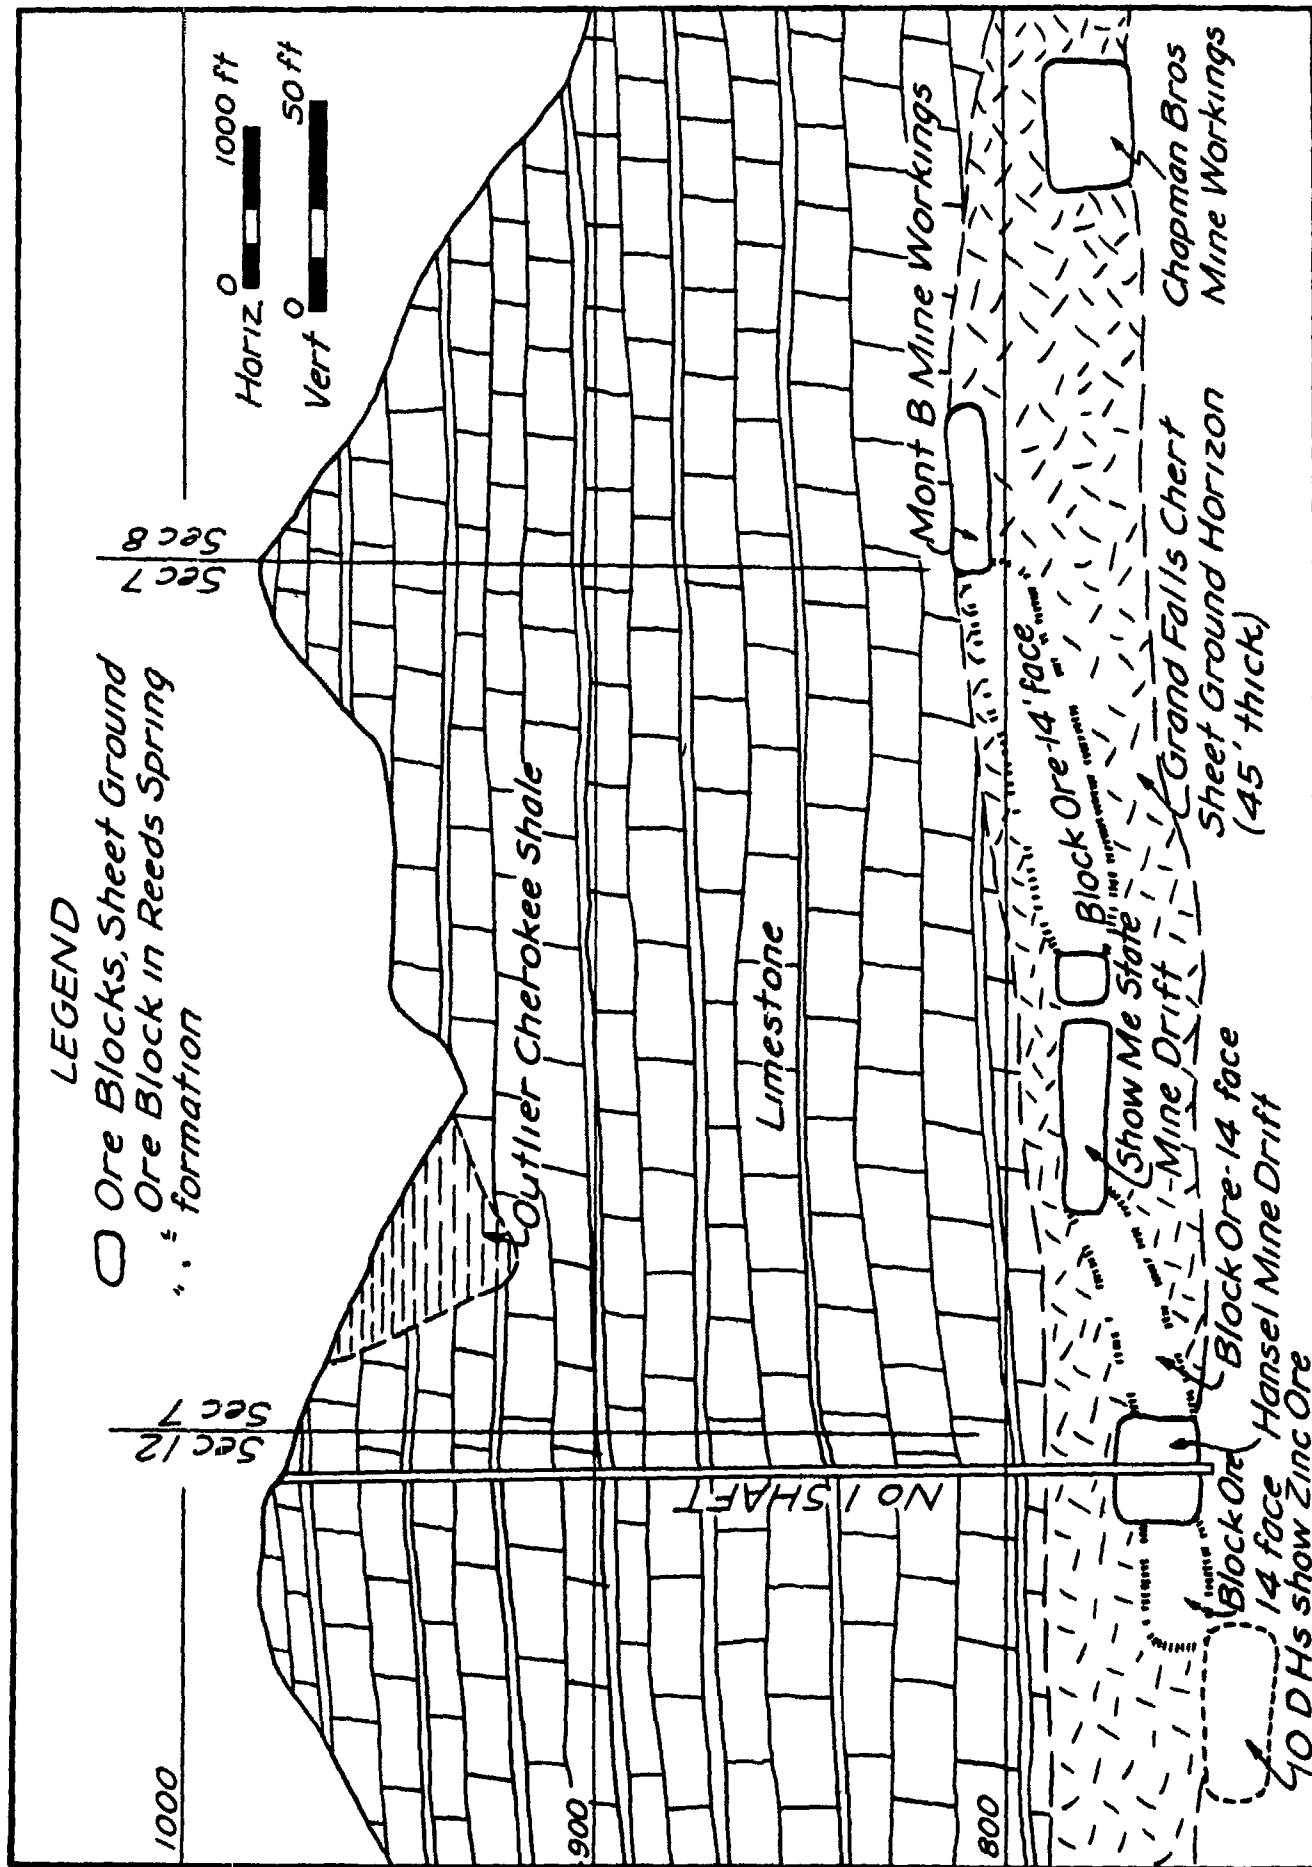 LEGEND
Ore Blocks, Sheet Ground
Ore Block in Reeds Spring
formation
0 1000 ft
Horiz.
0 50 ft
Vert
1000
900
800
Sec 12
Sec 7
Sec 7
Sec 8
Outlier Cherokee Shale
Limestone
NO 1 SHAFT
Mont B Mine Workings
Block Ore-14' face
Show Me State
Mine Drift
Grand Falls Chert
Sheet Ground Horizon
(45' thick)
Chapman Bros
Mine Workings
Block Ore-14 face
Hansel Mine Drift
Block Ore
14 face
10 D Hs show Zinc Ore